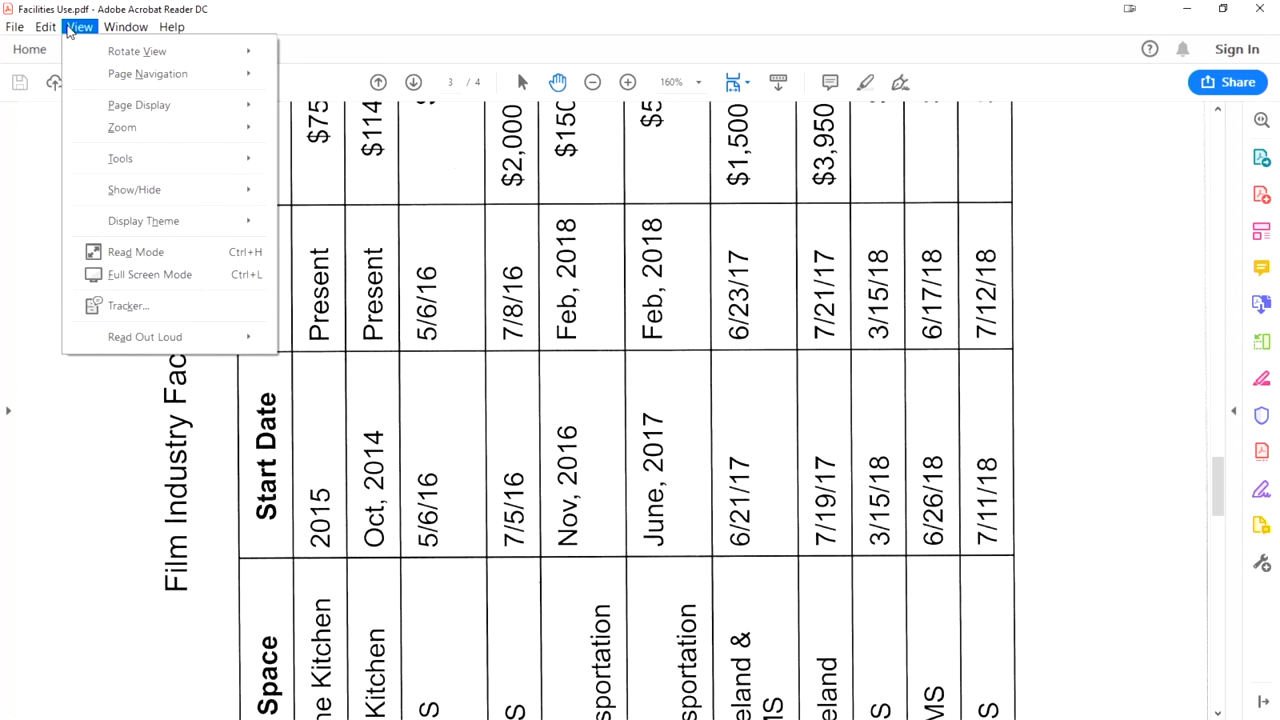 Facilities Use.pdf - Adobe Acrobat Reader DC
File Edit View Window Help
Home
Sign In
3 / 4
160%
Share
Rotate View
Page Navigation
Page Display
Zoom
Tools
Show/Hide
Display Theme
Read Mode Ctrl+H
Full Screen Mode Ctrl+L
Tracker...
Read Out Loud
Film Industry Fac
Space Start Date
ne Kitchen 2015 Present $75
Kitchen Oct, 2014 Present $114
S 5/6/16 5/6/16
S 7/5/16 7/8/16 $2,000
sportation Nov, 2016 Feb, 2018 $150
sportation June, 2017 Feb, 2018 $5
eland & 6/21/17 6/23/17 $1,500
MS
eland 7/19/17 7/21/17 $3,950
S 3/15/18 3/15/18
MS 6/26/18 6/17/18
S 7/11/18 7/12/18